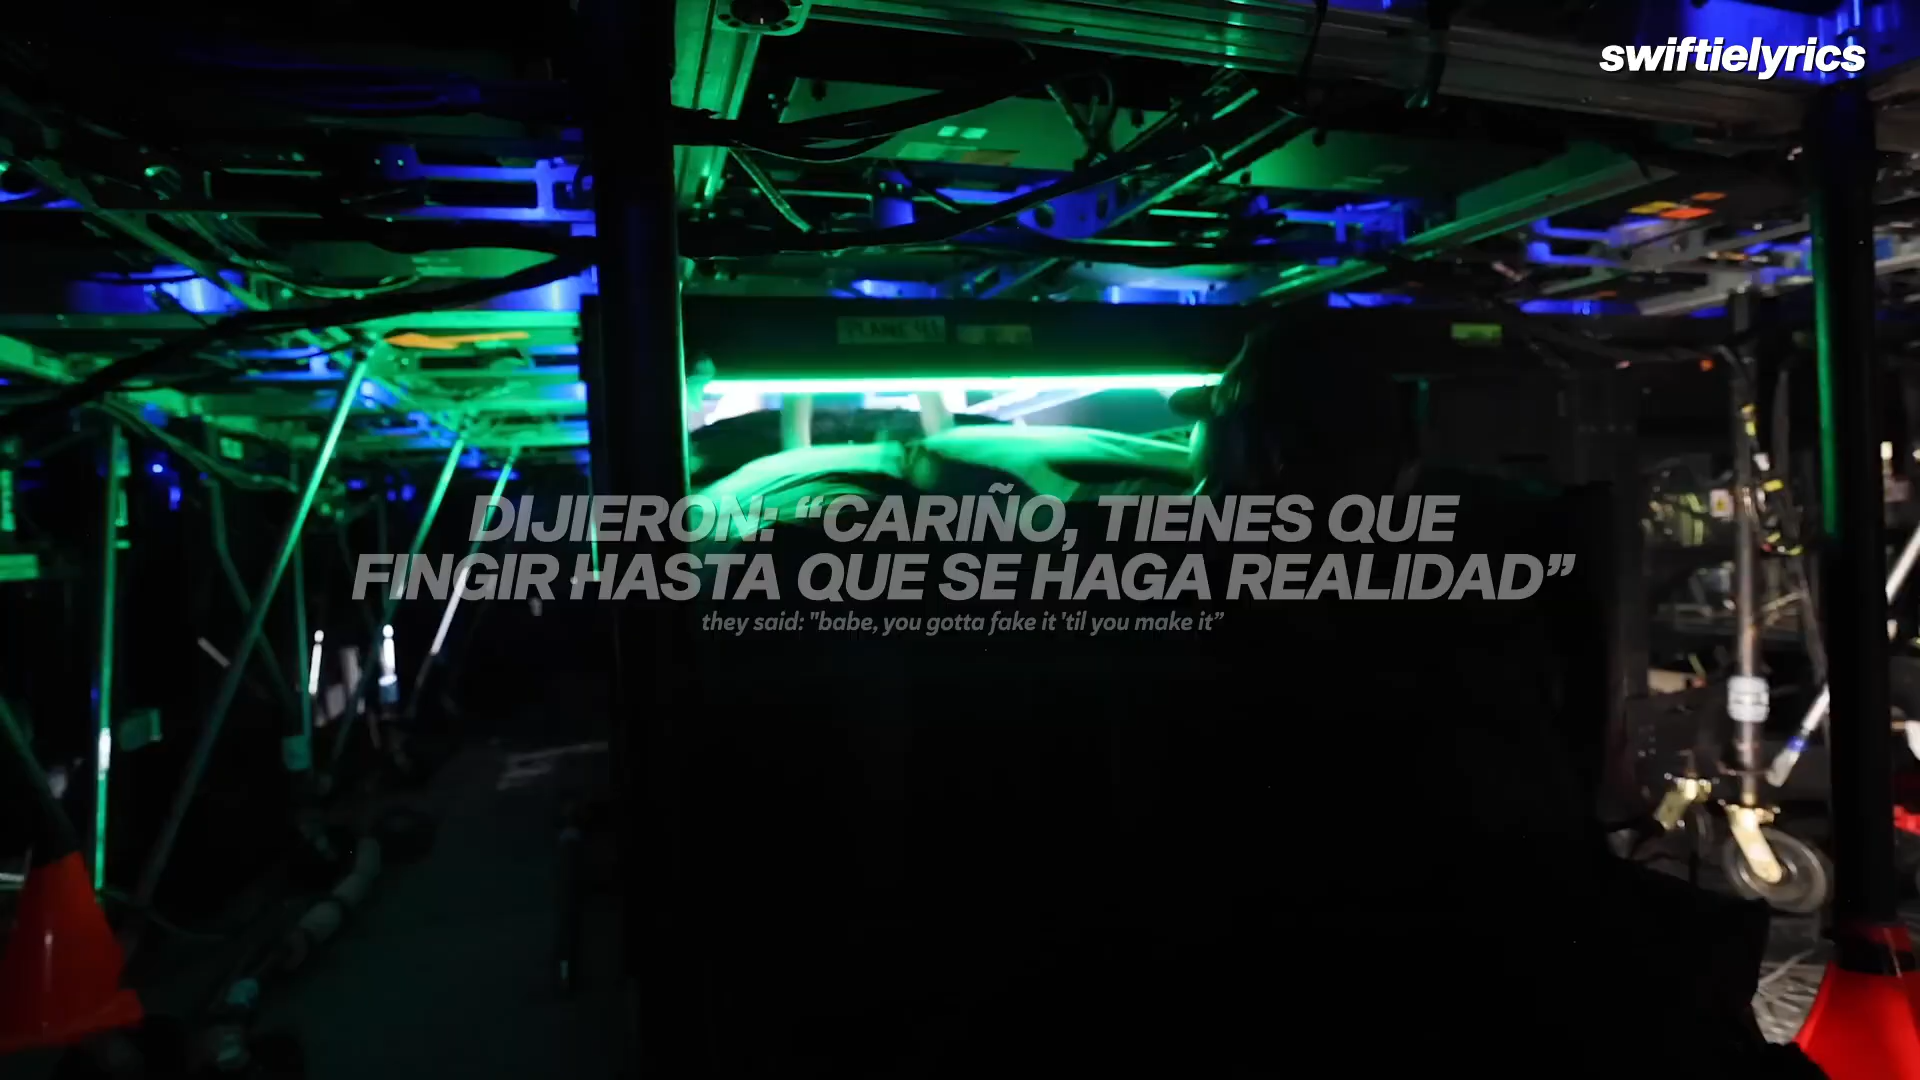 swiftielyrics
DIJIERON: “CARIÑO, TIENES QUE
FINGIR HASTA QUE SE HAGA REALIDAD”
they said: "babe, you gotta fake it 'til you make it”